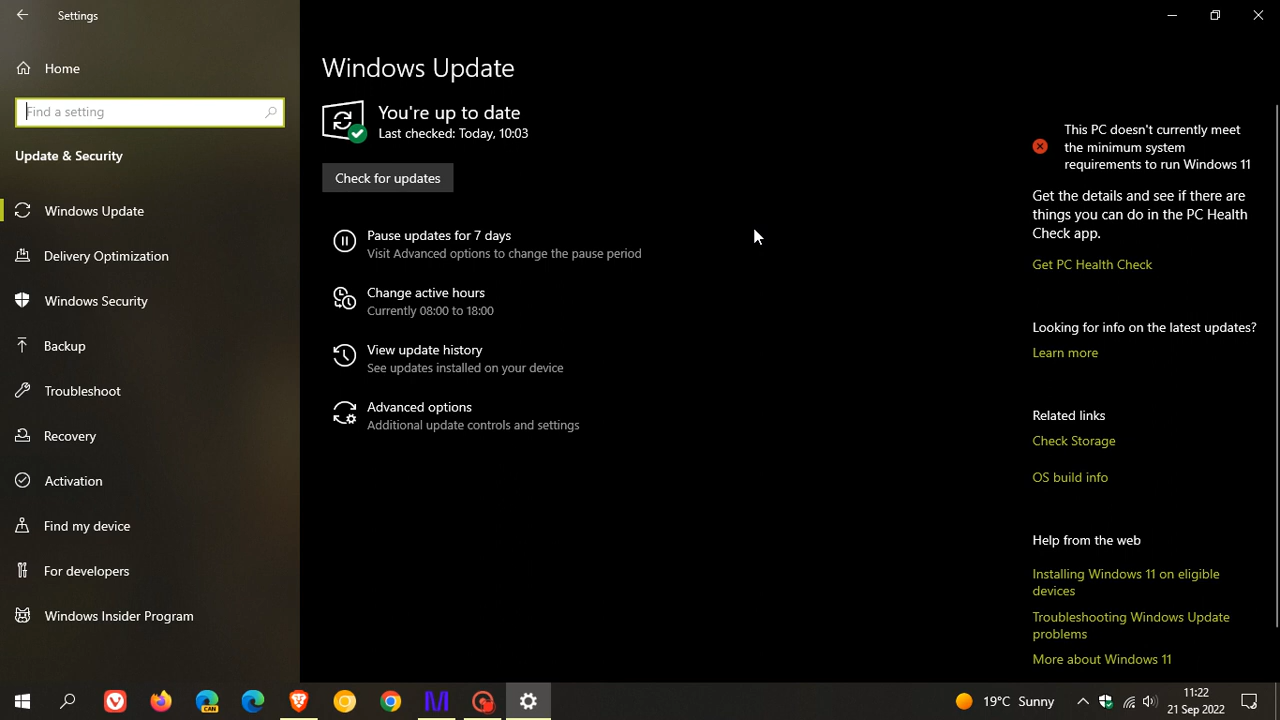 Settings
Home
Find a setting
Update & Security
Windows Update
Delivery Optimization
Windows Security
Backup
Troubleshoot
Recovery
Activation
Find my device
For developers
Windows Insider Program
Windows Update
You're up to date
Last checked: Today, 10:03
Check for updates
Pause updates for 7 days
Visit Advanced options to change the pause period
Change active hours
Currently 08:00 to 18:00
View update history
See updates installed on your device
Advanced options
Additional update controls and settings
This PC doesn't currently meet
the minimum system
requirements to run Windows 11
Get the details and see if there are
things you can do in the PC Health
Check app.
Get PC Health Check
Looking for info on the latest updates?
Learn more
Related links
Check Storage
OS build info
Help from the web
Installing Windows 11 on eligible
devices
Troubleshooting Windows Update
problems
More about Windows 11
CAN
19°C Sunny
11:22
21 Sep 2022